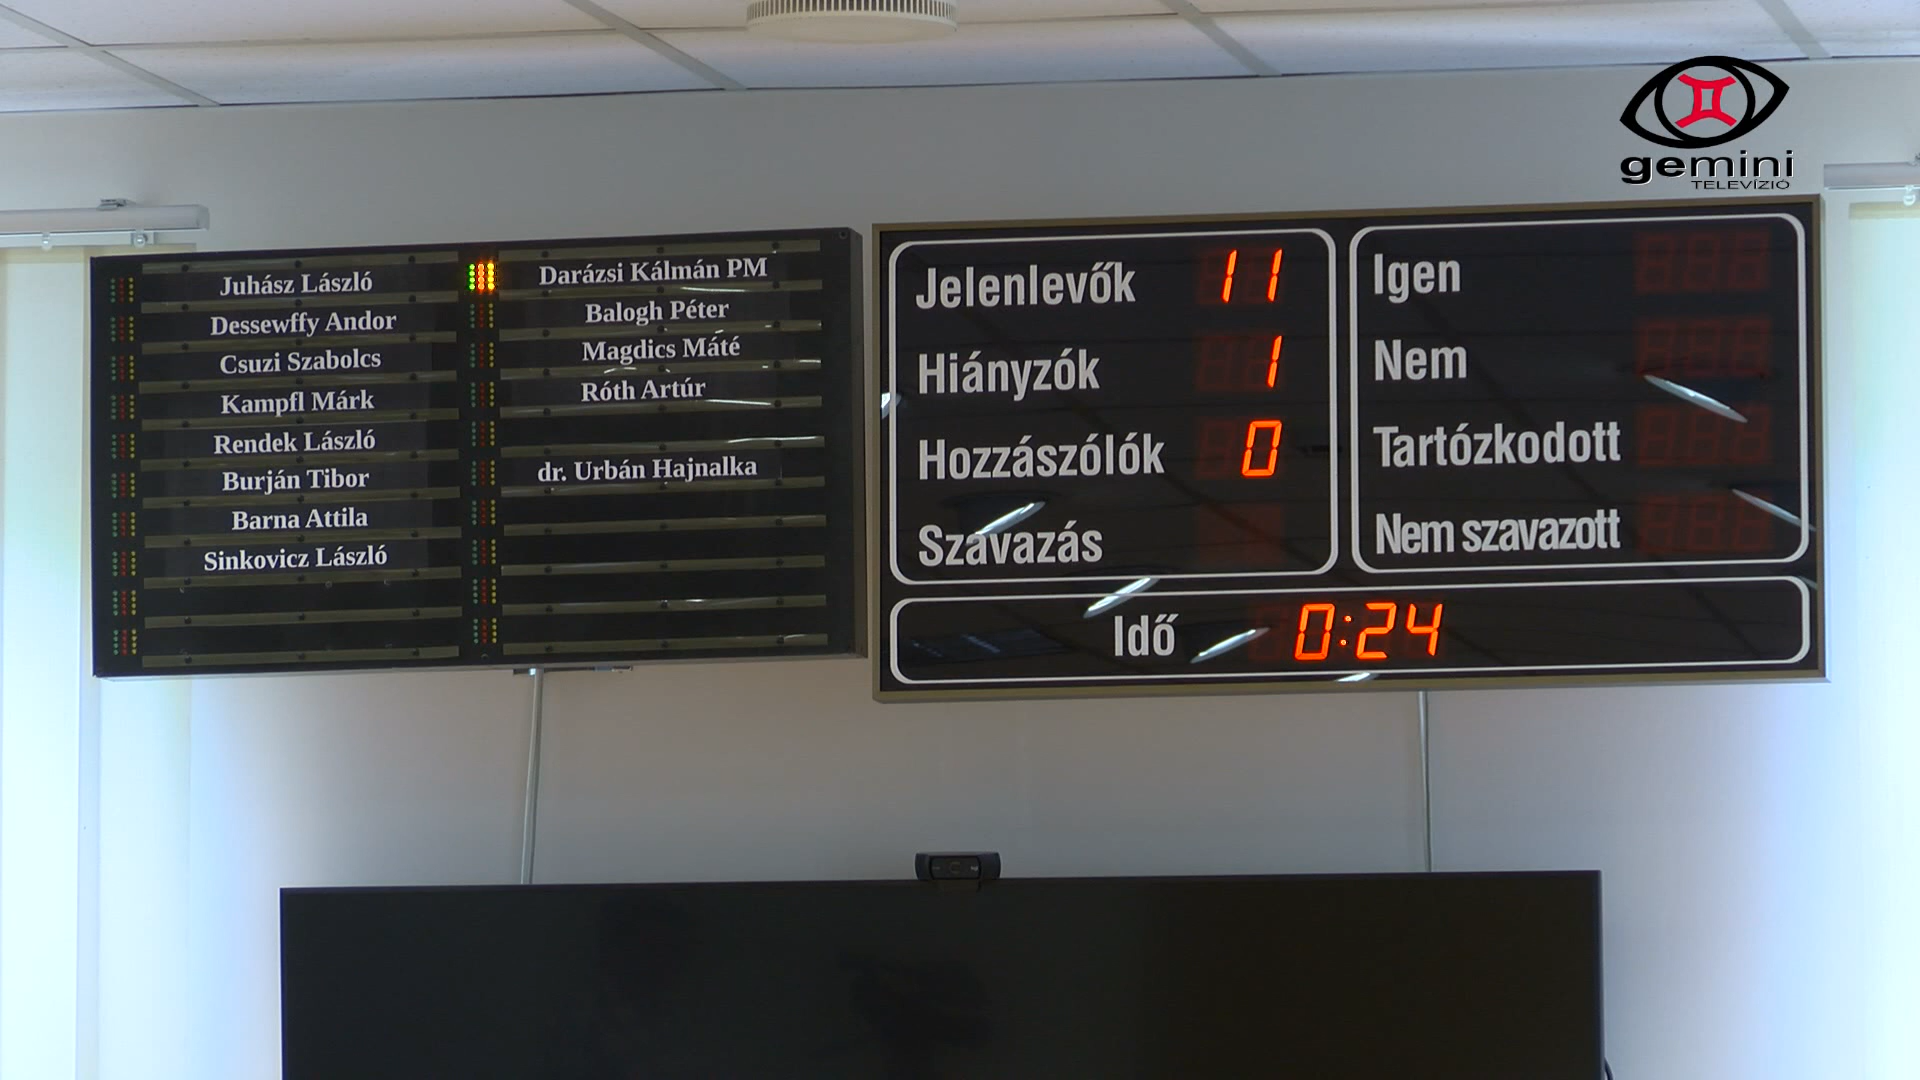 gemini
TELEVÍZIÓ
Juhász László
Dessewffy Andor
Csuzi Szabolcs
Kampfl Márk
Rendek László
Burján Tibor
Barna Attila
Sinkovicz László
Darázsi Kálmán PM
Balogh Péter
Magdics Máté
Róth Artúr
dr. Urbán Hajnalka
Jelenlevők 11
Hiányzók 1
Hozzászólók 0
Szavazás
Igen
Nem
Tartózkodott
Nem szavazott
Idő 0:24